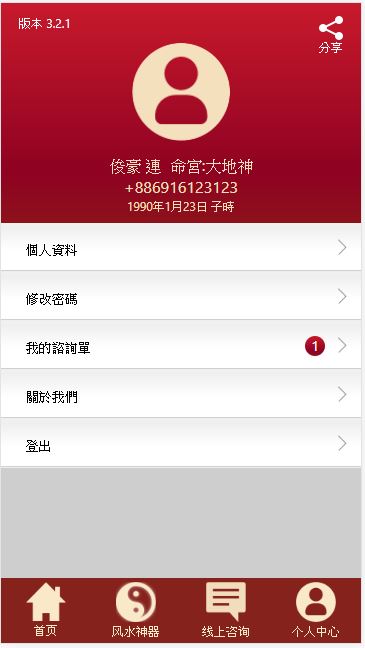 版本 3.2.1
分享
俊豪 連 命宮:大地神
+886916123123
1990年1月23日 子時
個人資料
修改密碼
我的諮詢單 1
關於我們
登出
首页 风水神器 线上咨询 个人中心